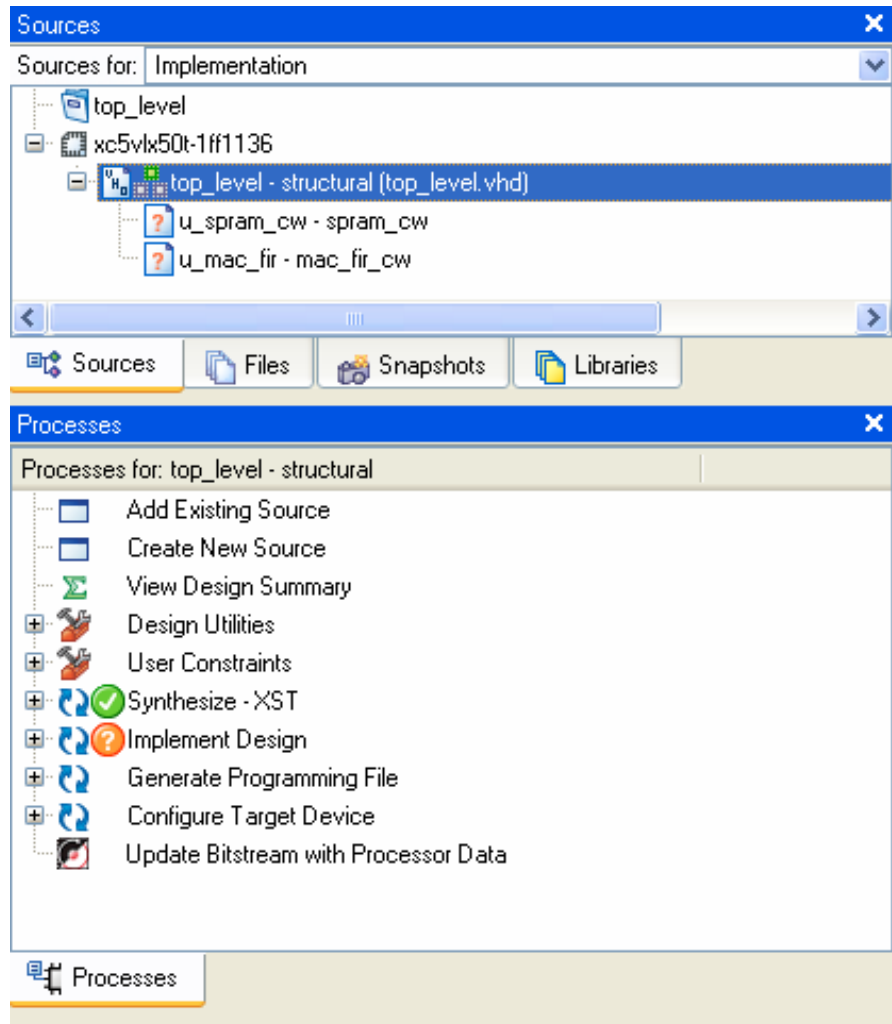 Sources
Sources for: Implementation
top_level
xc5vlx50t-1ff1136
top_level - structural (top_level.vhd)
u_spram_cw - spram_cw
u_mac_fir - mac_fir_cw
Sources Files Snapshots Libraries
Processes
Processes for: top_level - structural
Add Existing Source
Create New Source
View Design Summary
Design Utilities
User Constraints
Synthesize - XST
Implement Design
Generate Programming File
Configure Target Device
Update Bitstream with Processor Data
Processes